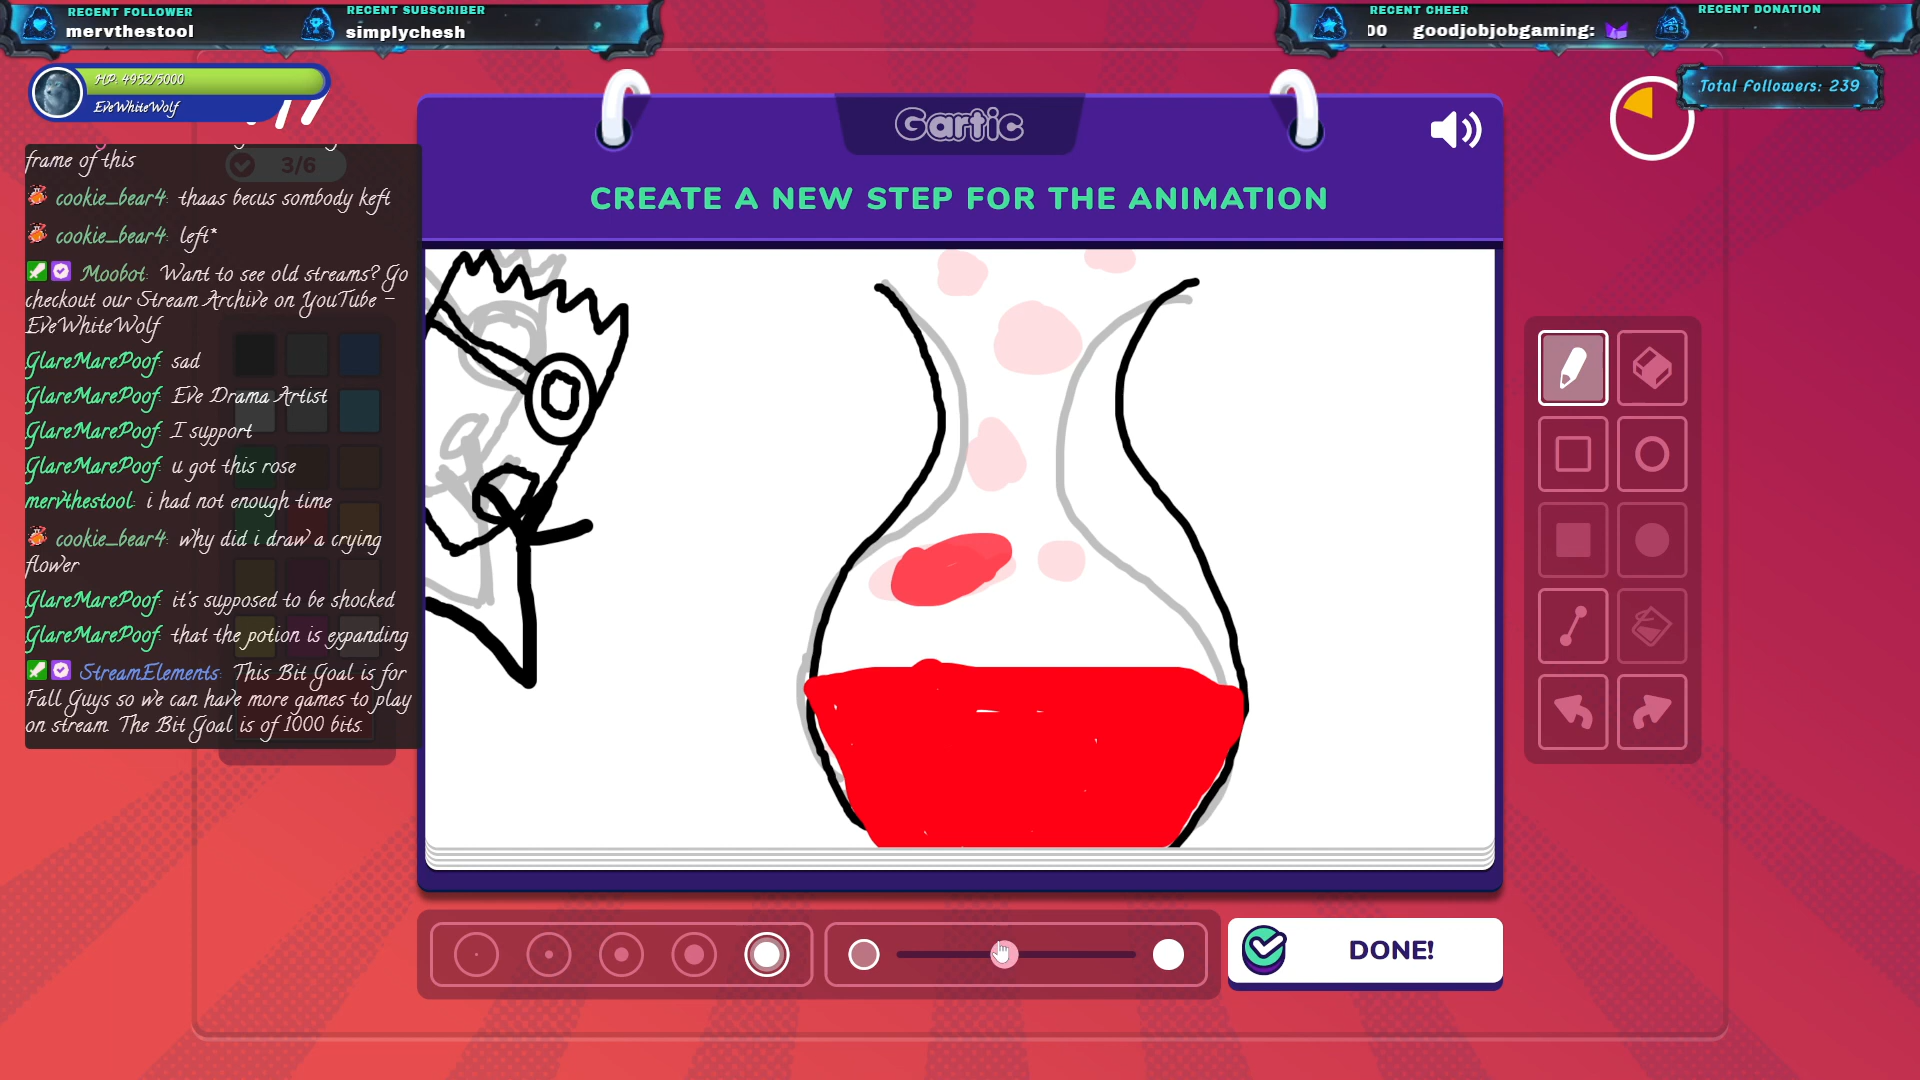 RECENT FOLLOWER
mervthestool
RECENT SUBSCRIBER
simplychesh
RECENT CHEER
00 goodjobjobgaming:
RECENT DONATION
HP: 4952/5000
EveWhiteWolf
Total Followers: 239
Gartic
CREATE A NEW STEP FOR THE ANIMATION
3/6
frame of this
cookie_bear4: thaas becus sombody keft
cookie_bear4: left*
Moobot: Want to see old streams? Go
checkout our Stream Archive on YouTube -
EveWhiteWolf
GlareMarePoof: sad
GlareMarePoof: Eve Drama Artist
GlareMarePoof: I support
GlareMarePoof: u got this rose
mervthestool: i had not enough time
cookie_bear4: why did i draw a crying
flower
GlareMarePoof: it's supposed to be shocked
GlareMarePoof: that the potion is expanding
StreamElements: This Bit Goal is for
Fall Guys so we can have more games to play
on stream. The Bit Goal is of 1000 bits.
DONE!